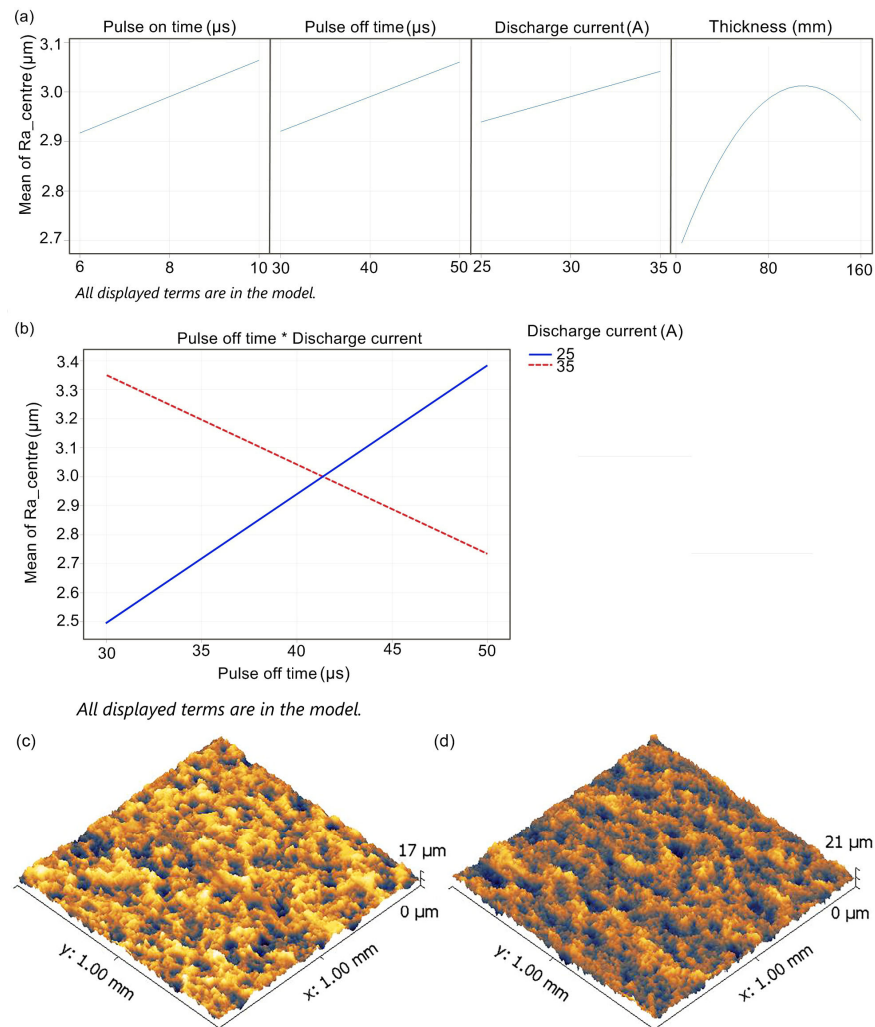 (a)
Pulse on time (µs) Pulse off time (µs) Discharge current (A) Thickness (mm)
Mean of Ra_centre (µm)
3.1
3.0
2.9
2.8
2.7
6 8 10 30 40 50 25 30 35 0 80 160
All displayed terms are in the model.
(b)
Pulse off time * Discharge current
Discharge current (A)
25
35
Mean of Ra_centre (µm)
3.4
3.3
3.2
3.1
3.0
2.9
2.8
2.7
2.6
2.5
30 35 40 45 50
Pulse off time (µs)
All displayed terms are in the model.
(c)
17 µm
0 µm
y: 1.00 mm
x: 1.00 mm
(d)
21 µm
0 µm
y: 1.00 mm
x: 1.00 mm